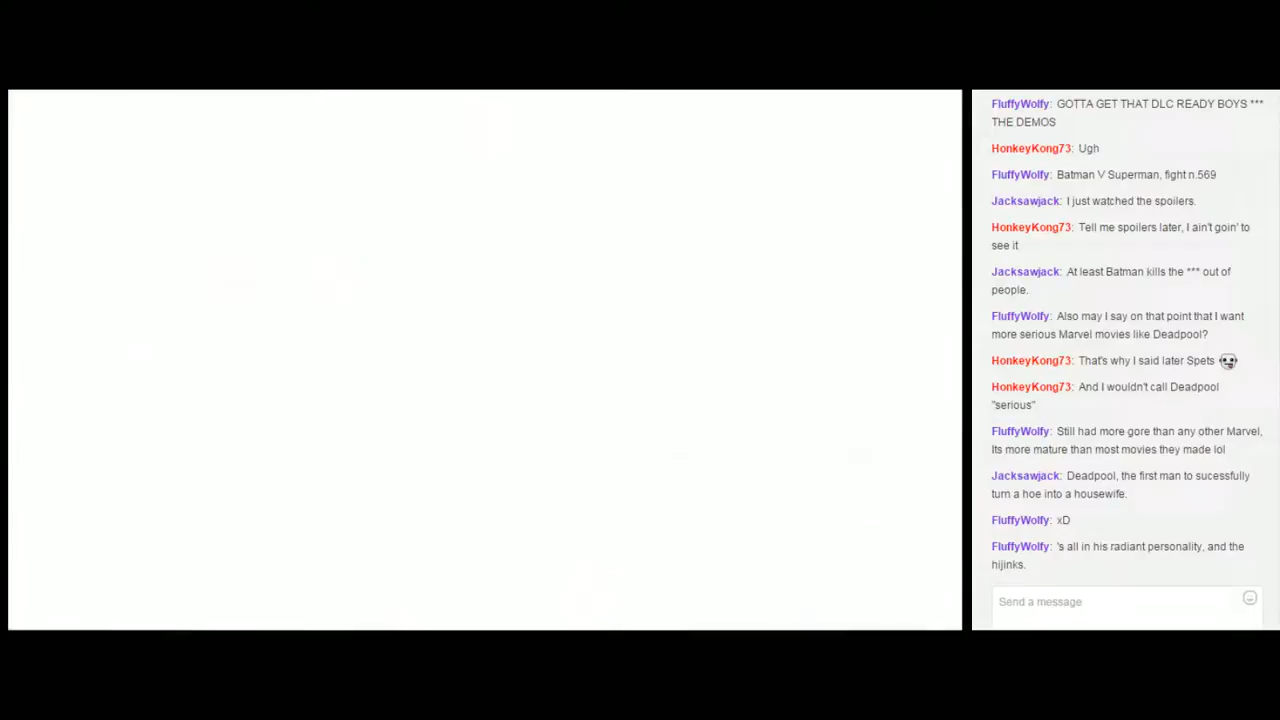 FluffyWolfy: GOTTA GET THAT DLC READY BOYS ***
THE DEMOS
HonkeyKong73: Ugh
FluffyWolfy: Batman V Superman, fight n.569
Jacksawjack: I just watched the spoilers.
HonkeyKong73: Tell me spoilers later, I ain't goin' to
see it
Jacksawjack: At least Batman kills the *** out of
people.
FluffyWolfy: Also may I say on that point that I want
more serious Marvel movies like Deadpool?
HonkeyKong73: That's why I said later Spets
HonkeyKong73: And I wouldn't call Deadpool
"serious"
FluffyWolfy: Still had more gore than any other Marvel,
Its more mature than most movies they made lol
Jacksawjack: Deadpool, the first man to sucessfully
turn a hoe into a housewife.
FluffyWolfy: xD
FluffyWolfy: 's all in his radiant personality, and the
hijinks.
Send a message